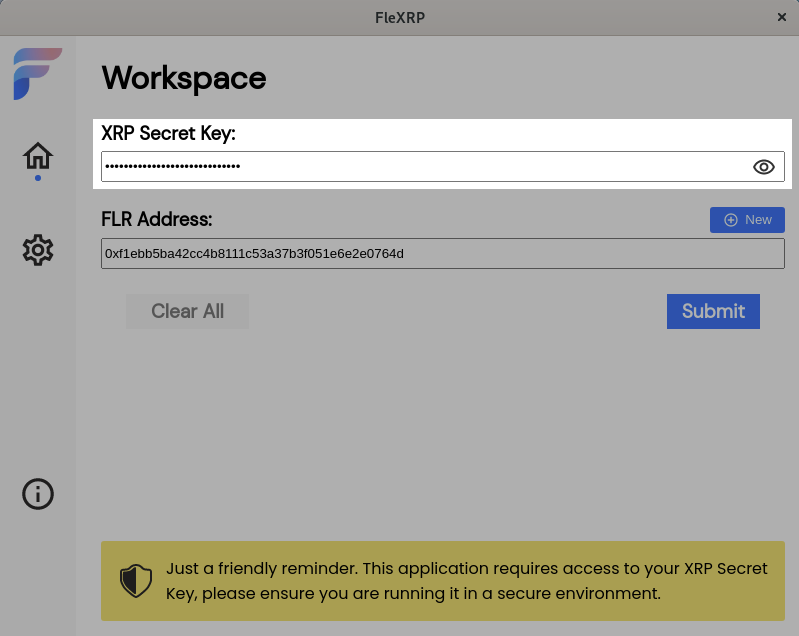 FleXRP
Workspace
XRP Secret Key:
•••••••••••••••••••••••••••••
FLR Address:
New
0xf1ebb5ba42cc4b8111c53a37b3f051e6e2e0764d
Clear All
Submit
Just a friendly reminder. This application requires access to your XRP Secret
Key, please ensure you are running it in a secure environment.